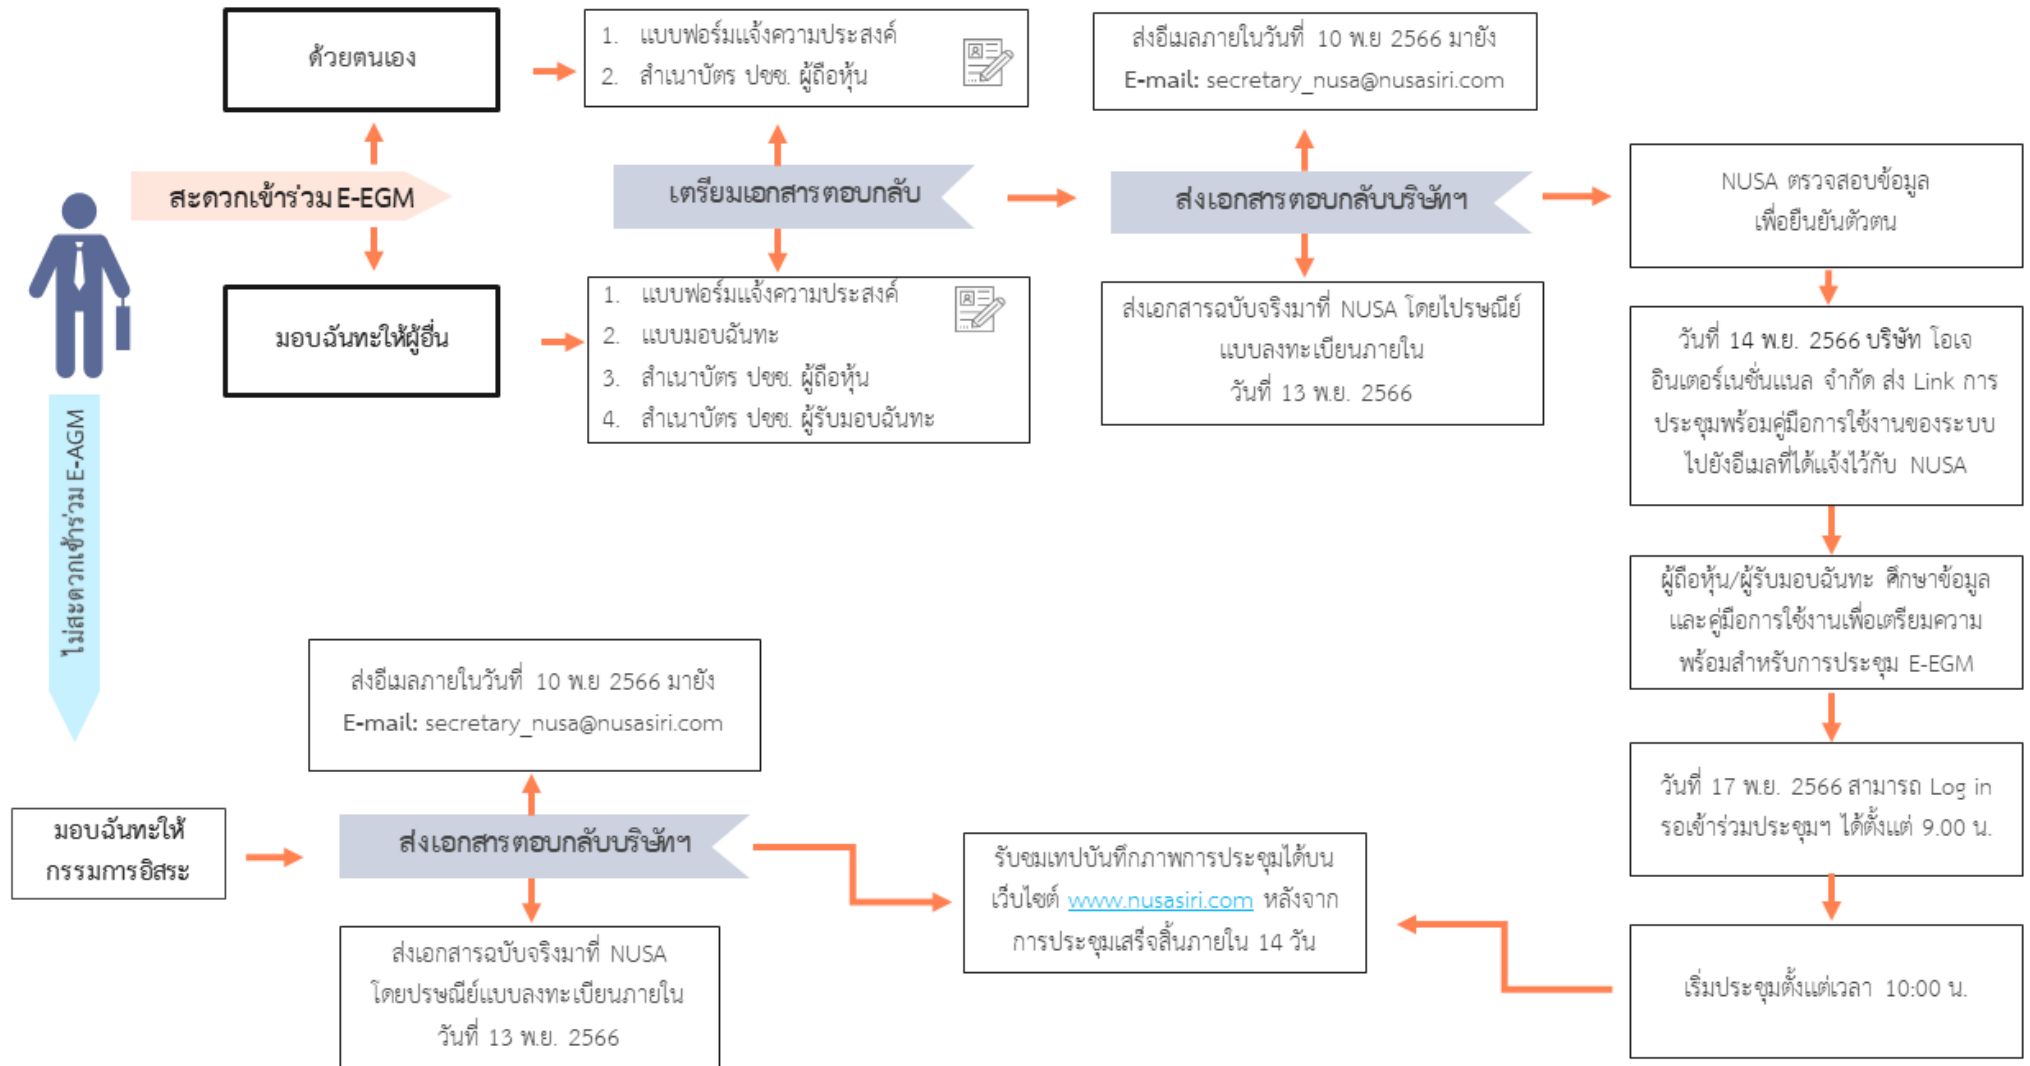 ด้วยตนเอง
1. แบบฟอร์มแจ้งความประสงค์
2. สำเนาบัตร ปชช. ผู้ถือหุ้น
ส่งอีเมลภายในวันที่ 10 พ.ย 2566 มายัง
E-mail: secretary_nusa@nusasiri.com
สะดวกเข้าร่วม E-EGM
เตรียมเอกสารตอบกลับ
ส่งเอกสารตอบกลับบริษัทฯ
NUSA ตรวจสอบข้อมูล
เพื่อยืนยันตัวตน
มอบฉันทะให้ผู้อื่น
1. แบบฟอร์มแจ้งความประสงค์
2. แบบมอบฉันทะ
3. สำเนาบัตร ปชช. ผู้ถือหุ้น
4. สำเนาบัตร ปชช. ผู้รับมอบฉันทะ
ส่งเอกสารฉบับจริงมาที่ NUSA โดยไปรษณีย์
แบบลงทะเบียนภายใน
วันที่ 13 พ.ย. 2566
วันที่ 14 พ.ย. 2566 บริษัท โอเจ
อินเตอร์เนชั่นแนล จำกัด ส่ง Link การ
ประชุมพร้อมคู่มือการใช้งานของระบบ
ไปยังอีเมลที่ได้แจ้งไว้กับ NUSA
ผู้ถือหุ้น/ผู้รับมอบฉันทะ ศึกษาข้อมูล
และคู่มือการใช้งานเพื่อเตรียมความ
พร้อมสำหรับการประชุม E-EGM
วันที่ 17 พ.ย. 2566 สามารถ Log in
รอเข้าร่วมประชุมฯ ได้ตั้งแต่ 9.00 น.
เริ่มประชุมตั้งแต่เวลา 10:00 น.
ไม่สะดวกเข้าร่วม E-AGM
มอบฉันทะให้
กรรมการอิสระ
ส่งอีเมลภายในวันที่ 10 พ.ย 2566 มายัง
E-mail: secretary_nusa@nusasiri.com
ส่งเอกสารตอบกลับบริษัทฯ
ส่งเอกสารฉบับจริงมาที่ NUSA
โดยปรษณีย์แบบลงทะเบียนภายใน
วันที่ 13 พ.ย. 2566
รับชมเทปบันทึกภาพการประชุมได้บน
เว็บไซต์ www.nusasiri.com หลังจาก
การประชุมเสร็จสิ้นภายใน 14 วัน